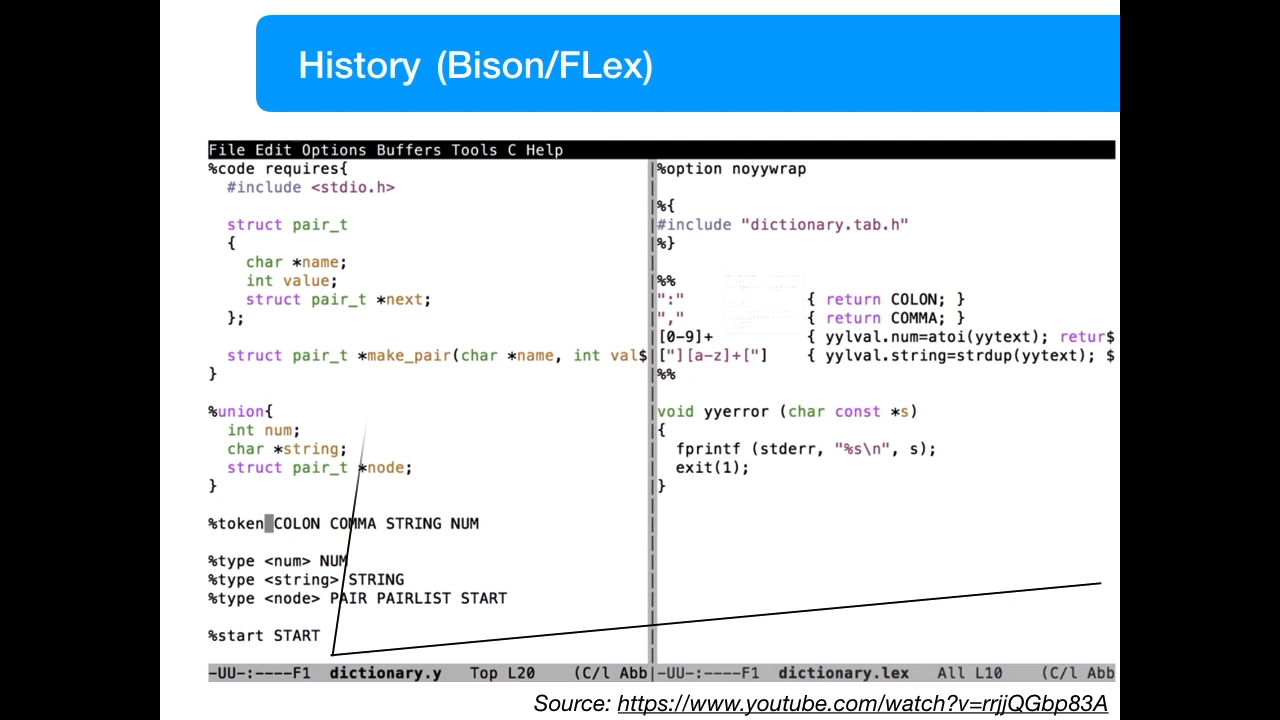 History (Bison/FLex)
File Edit Options Buffers Tools C Help
%code requires{
#include <stdio.h>
struct pair_t
{
char *name;
int value;
struct pair_t *next;
};
struct pair_t *make_pair(char *name, int val$
}
%union{
int num;
char *string;
struct pair_t *node;
}
%token COLON COMMA STRING NUM
%type <num> NUM
%type <string> STRING
%type <node> PAIR PAIRLIST START
%start START
-UU-:----F1 dictionary.y Top L20 (C/l Abb
%option noyywrap
%{
#include "dictionary.tab.h"
%}
%%
":" { return COLON; }
"," { return COMMA; }
[0-9]+ { yylval.num=atoi(yytext); retur$
["][a-z]+["] { yylval.string=strdup(yytext); $
%%
void yyerror (char const *s)
{
fprintf (stderr, "%s\n", s);
exit(1);
}
-UU-:----F1 dictionary.lex All L10 (C/l Abb
Source: https://www.youtube.com/watch?v=rrjjQGbp83A